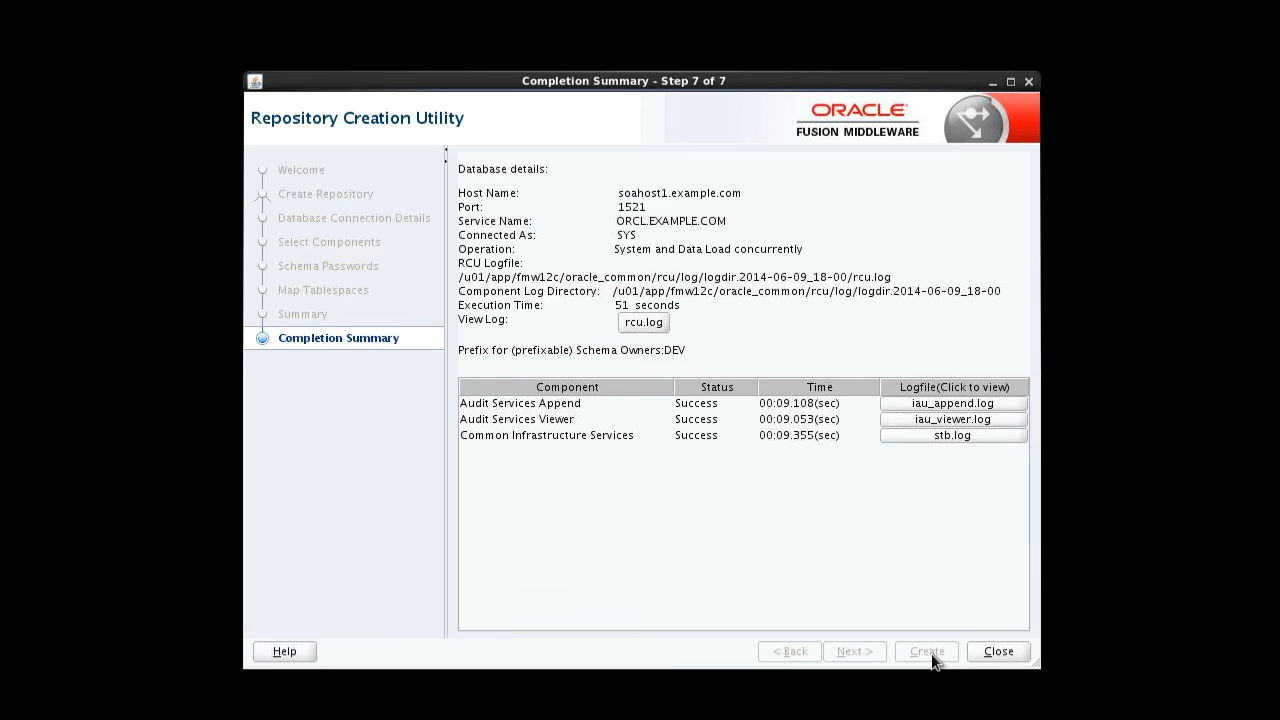 Completion Summary - Step 7 of 7
Repository Creation Utility
ORACLE
FUSION MIDDLEWARE
Welcome
Create Repository
Database Connection Details
Select Components
Schema Passwords
Map Tablespaces
Summary
Completion Summary
Database details:
Host Name: soahost1.example.com
Port: 1521
Service Name: ORCL.EXAMPLE.COM
Connected As: SYS
Operation: System and Data Load concurrently
RCU Logfile:
/u01/app/fmw12c/oracle_common/rcu/log/logdir.2014-06-09_18-00/rcu.log
Component Log Directory: /u01/app/fmw12c/oracle_common/rcu/log/logdir.2014-06-09_18-00
Execution Time: 51 seconds
View Log: rcu.log
Prefix for (prefixable) Schema Owners:DEV
Component Status Time Logfile(Click to view)
Audit Services Append Success 00:09.108(sec) iau_append.log
Audit Services Viewer Success 00:09.053(sec) iau_viewer.log
Common Infrastructure Services Success 00:09.355(sec) stb.log
Help < Back Next > Create Close